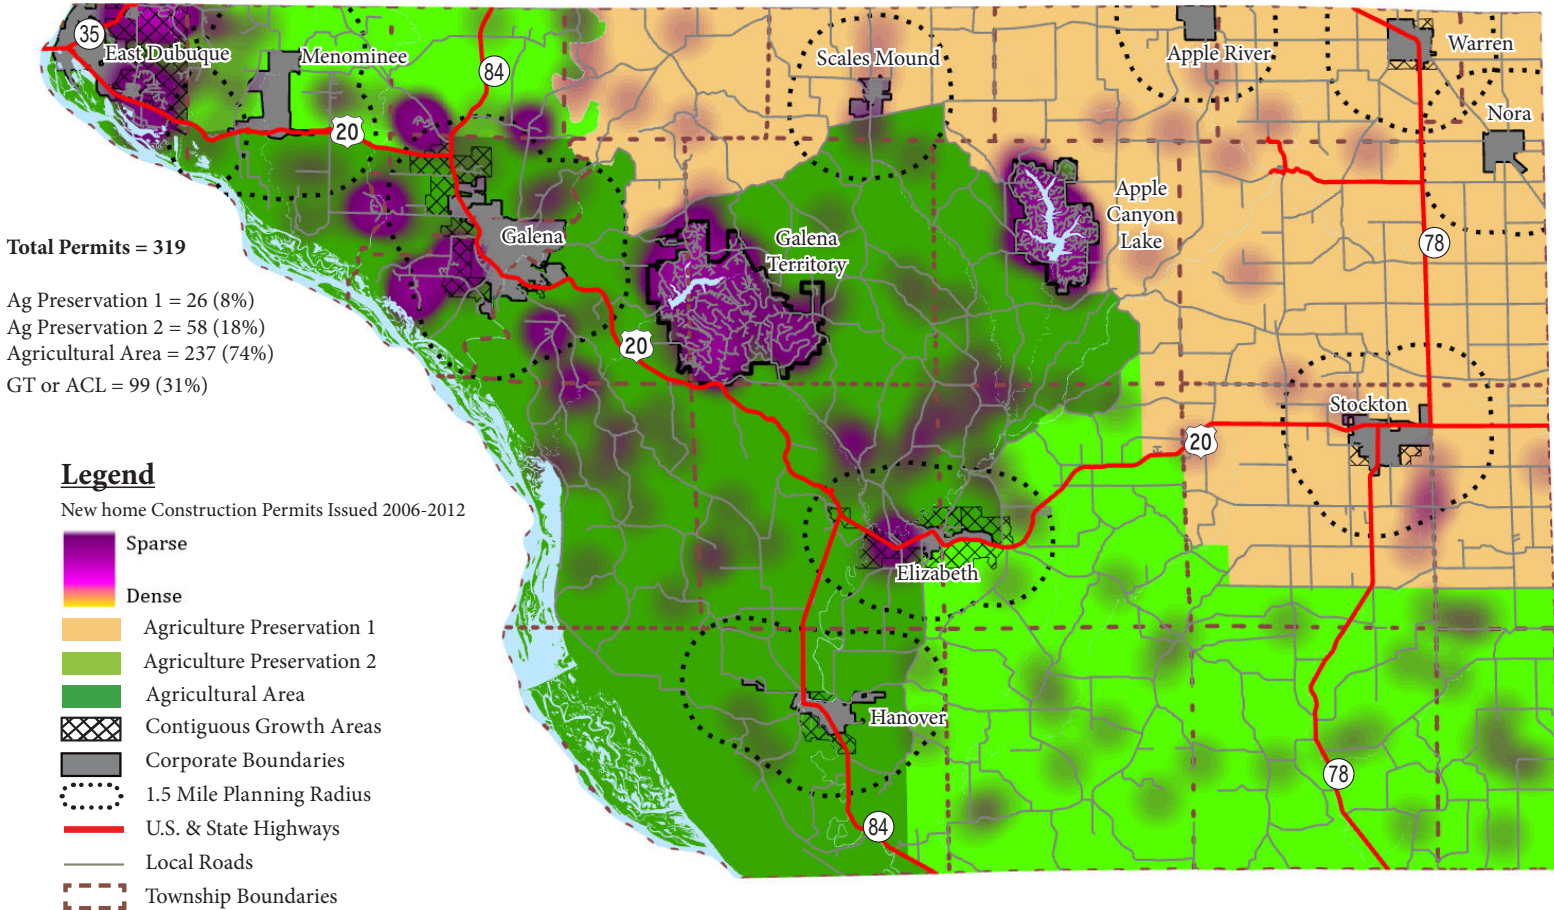 35
East Dubuque
Menominee
84
20
Scales Mound
Apple River
Warren
Nora
Apple
Canyon
Lake
78
Galena
Galena
Territory
20
Total Permits = 319
Ag Preservation 1 = 26 (8%)
Ag Preservation 2 = 58 (18%)
Agricultural Area = 237 (74%)
GT or ACL = 99 (31%)
Stockton
20
Elizabeth
Hanover
78
84
Legend
New home Construction Permits Issued 2006-2012
Sparse
Dense
Agriculture Preservation 1
Agriculture Preservation 2
Agricultural Area
Contiguous Growth Areas
Corporate Boundaries
1.5 Mile Planning Radius
U.S. & State Highways
Local Roads
Township Boundaries